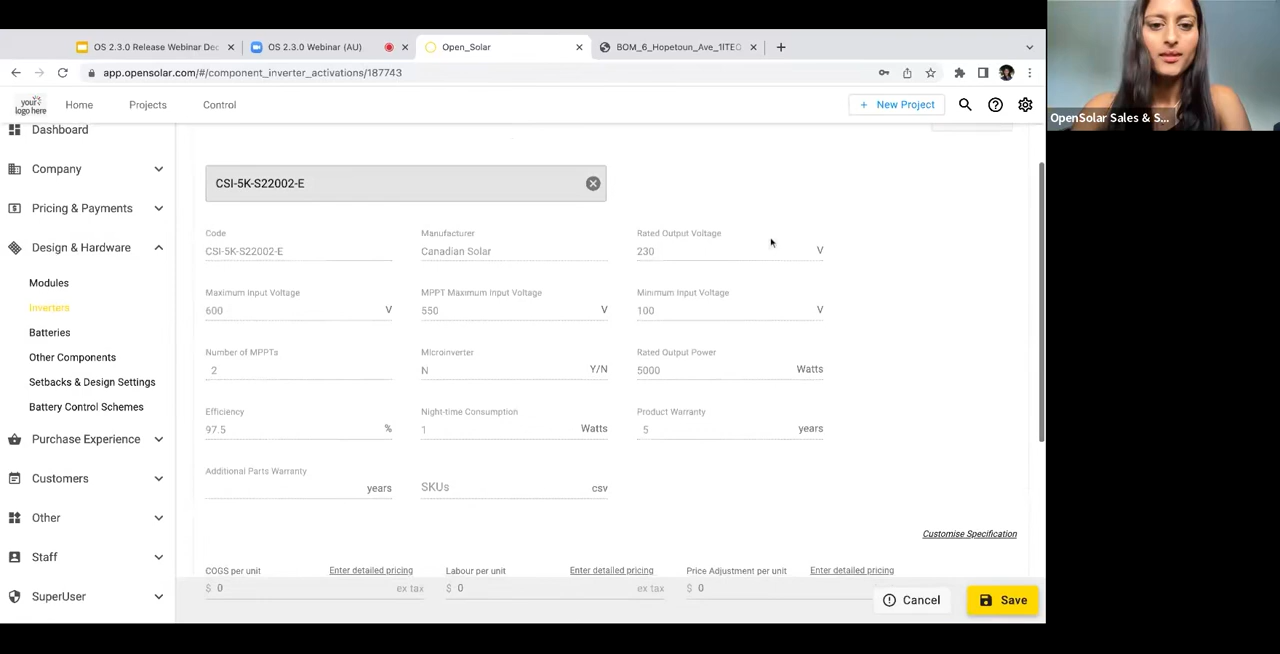 OS 2.3.0 Release Webinar Dec
OS 2.3.0 Webinar (AU)
Open_Solar
BOM_6_Hopetoun_Ave_1ITEC
app.opensolar.com/#/component_inverter_activations/187743
your logo here
Home
Projects
Control
New Project
OpenSolar Sales & S...
Dashboard
Company
Pricing & Payments
Design & Hardware
Modules
Inverters
Batteries
Other Components
Setbacks & Design Settings
Battery Control Schemes
Purchase Experience
Customers
Other
Staff
SuperUser
CSI-5K-S22002-E
Code
CSI-5K-S22002-E
Manufacturer
Canadian Solar
Rated Output Voltage
230 V
Maximum Input Voltage
600 V
MPPT Maximum Input Voltage
550 V
Minimum Input Voltage
100 V
Number of MPPTs
2
Microinverter
N Y/N
Rated Output Power
5000 Watts
Efficiency
97.5 %
Night-time Consumption
1 Watts
Product Warranty
5 years
Additional Parts Warranty
years
SKUs csv
Customise Specification
COGS per unit Enter detailed pricing
$ 0 ex tax
Labour per unit Enter detailed pricing
$ 0 ex tax
Price Adjustment per unit Enter detailed pricing
$ 0
Cancel
Save